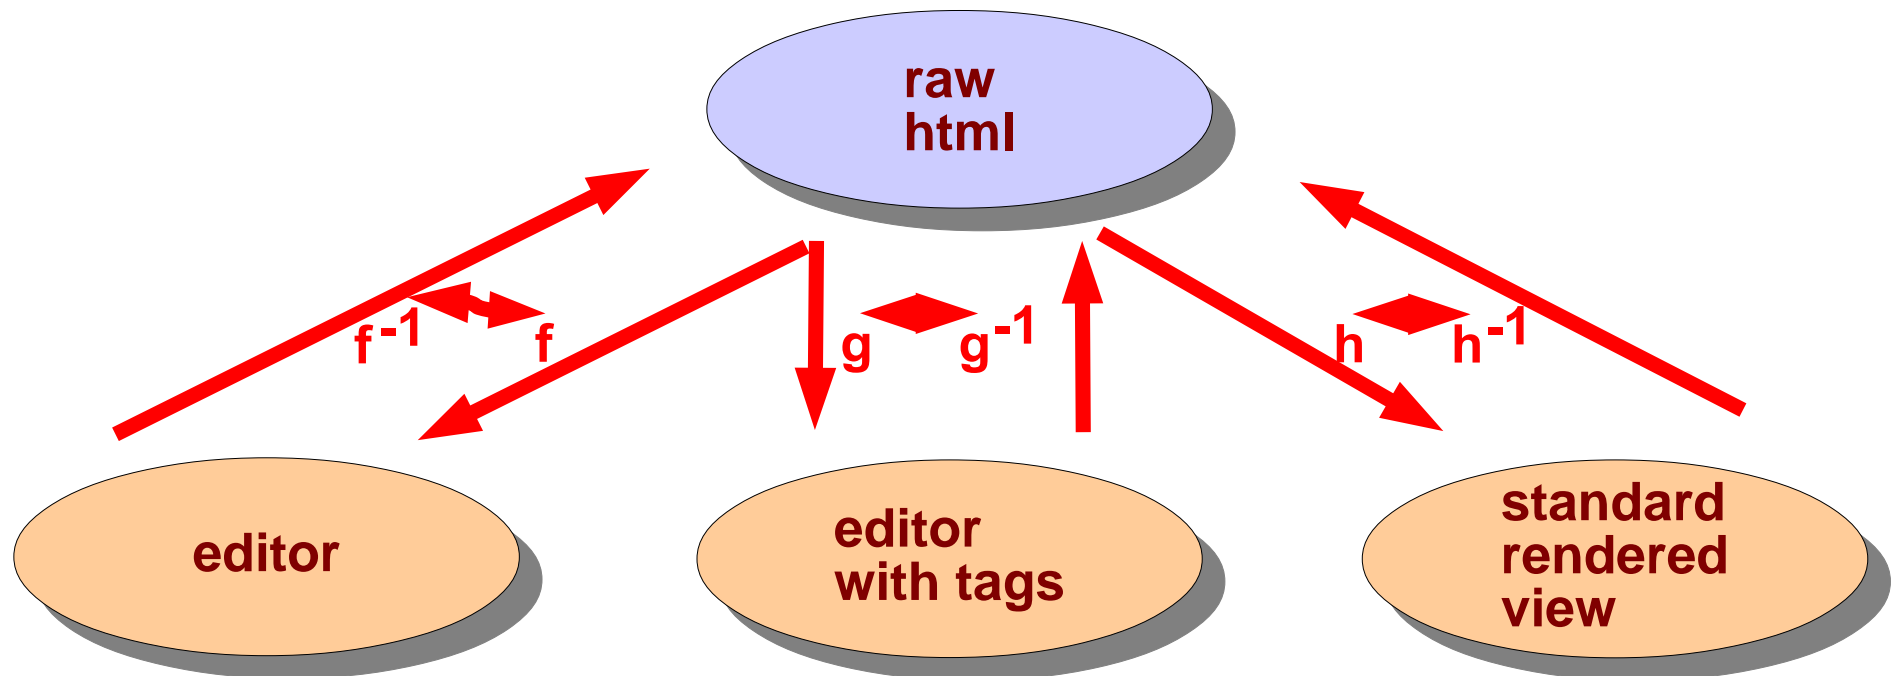 raw
html
f-1
f
g
g-1
h
h-1
editor
editor
with tags
standard
rendered
view